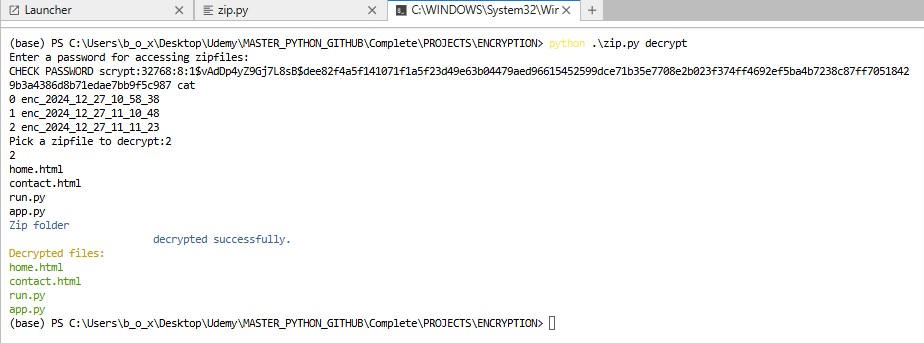 Launcher
zip.py
C:\WINDOWS\System32\Wir
(base) PS C:\Users\b_o_x\Desktop\Udemy\MASTER_PYTHON_GITHUB\Complete\PROJECTS\ENCRYPTION> python .\zip.py decrypt
Enter a password for accessing zipfiles:
CHECK PASSWORD scrypt:32768:8:1$vAdDp4yZ9Gj7L8sB$dee82f4a5f141071f1a5f23d49e63b04479aed96615452599dce71b35e7708e2b023f374ff4692ef5ba4b7238c87ff7051842
9b3a4386d8b71edae7bb9f5c987 cat
0 enc_2024_12_27_10_58_38
1 enc_2024_12_27_11_10_48
2 enc_2024_12_27_11_11_23
Pick a zipfile to decrypt:2
2
home.html
contact.html
run.py
app.py
Zip folder
decrypted successfully.
Decrypted files:
home.html
contact.html
run.py
app.py
(base) PS C:\Users\b_o_x\Desktop\Udemy\MASTER_PYTHON_GITHUB\Complete\PROJECTS\ENCRYPTION>